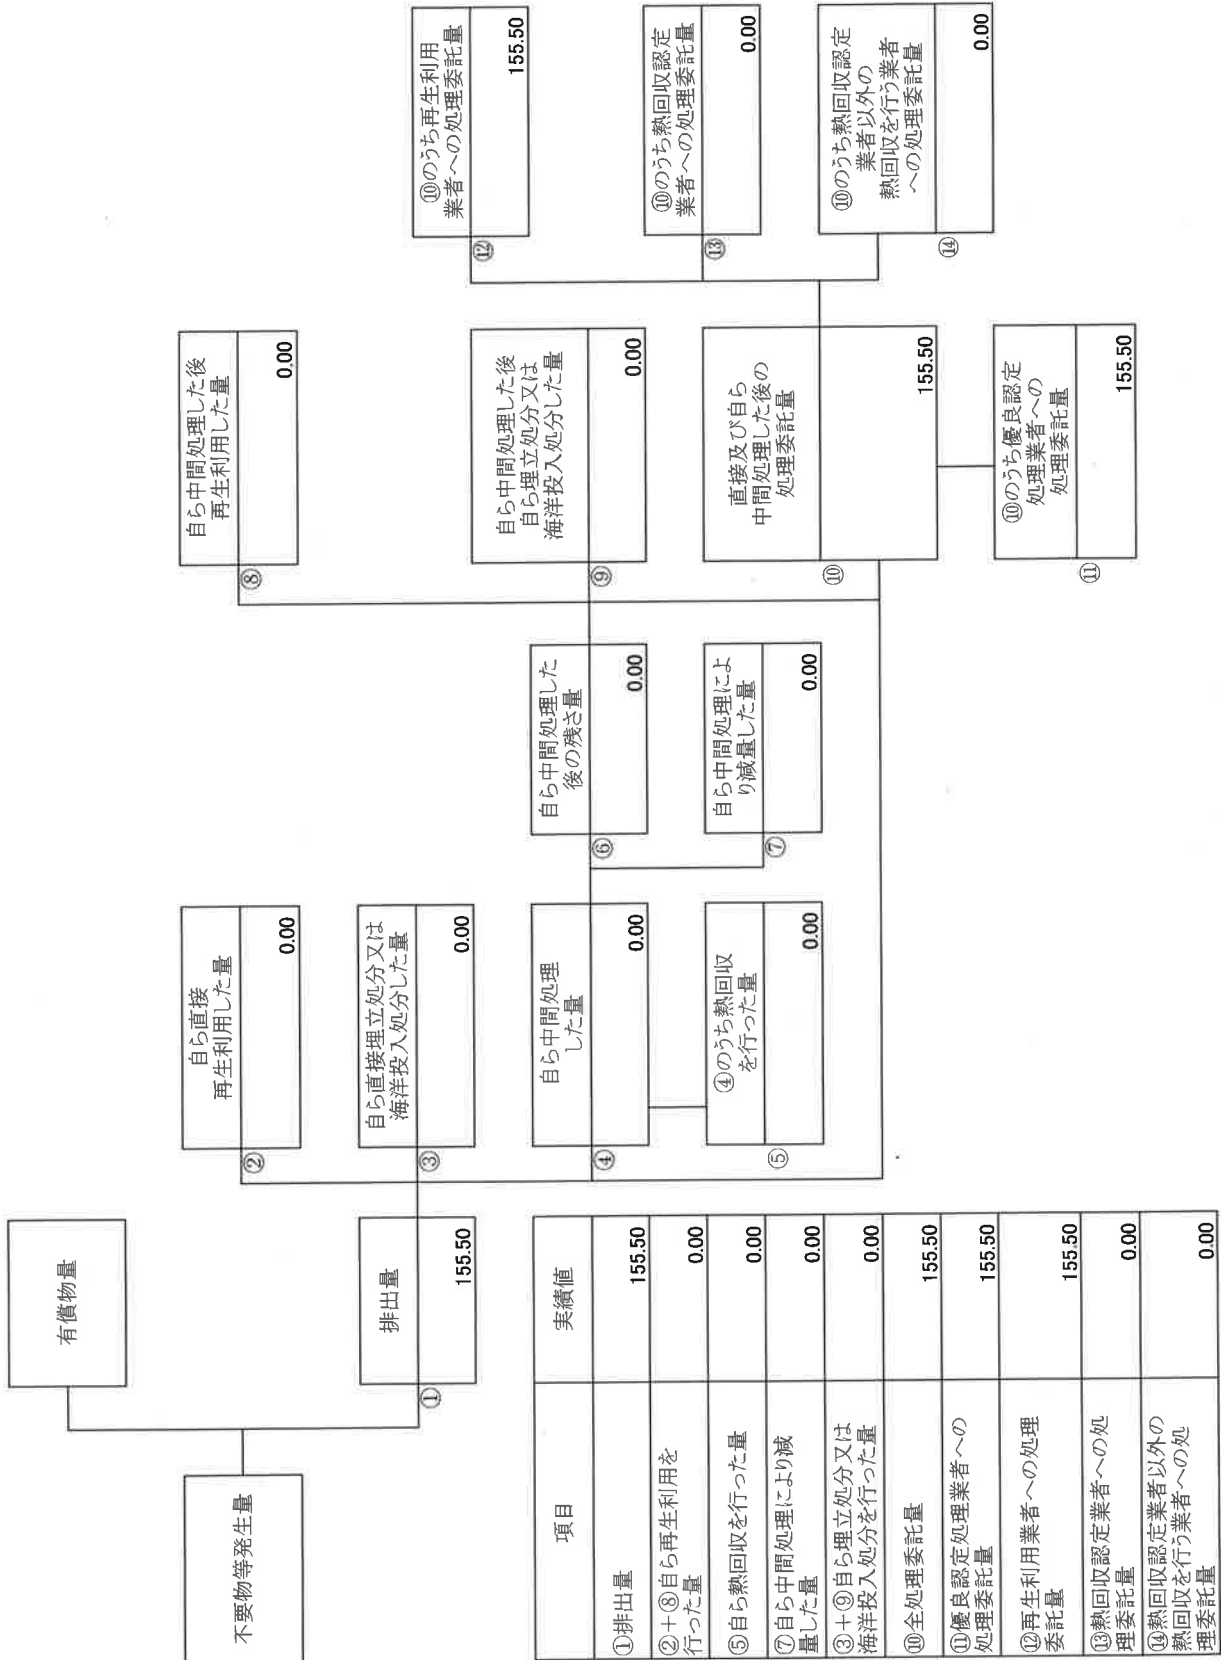 有償物量
不要物等発生量
排出量
①
155.50
自ら直接
再生利用した量
②
0.00
自ら直接埋立処分又は
海洋投入処分した量
③
0.00
自ら中間処理
した量
④
0.00
④のうち熱回収
を行った量
⑤
0.00
自ら中間処理した
後の残さ量
⑥
0.00
自ら中間処理によ
り減量した量
⑦
0.00
自ら中間処理した後
再生利用した量
⑧
0.00
自ら中間処理した後
自ら埋立処分又は
海洋投入処分した量
⑨
0.00
直接及び自ら
中間処理した後の
処理委託量
⑩
155.50
⑩のうち優良認定
処理業者への
処理委託量
⑪
155.50
⑩のうち再生利用
業者への処理委託量
⑫
155.50
⑩のうち熱回収認定
業者への処理委託量
⑬
0.00
⑩のうち熱回収認定
業者以外の
熱回収を行う業者
への処理委託量
⑭
0.00
項目 実績値
①排出量 155.50
②+⑧自ら再生利用を
行った量 0.00
⑤自ら熱回収を行った量 0.00
⑦自ら中間処理により減
量した量 0.00
③+⑨自ら埋立処分又は
海洋投入処分を行った量 0.00
⑩全処理委託量 155.50
⑪優良認定処理業者への
処理委託量 155.50
⑫再生利用業者への処理
委託量 155.50
⑬熱回収認定業者への処
理委託量 0.00
⑭熱回収認定業者以外の
熱回収を行う業者への処
理委託量 0.00